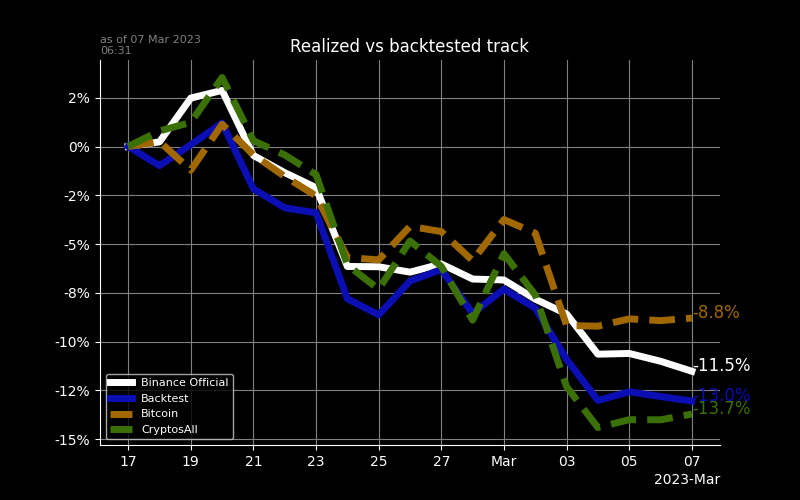 as of 07 Mar 2023
06:31
Realized vs backtested track
2%
0%
-2%
-5%
-8%
-10%
-12%
-15%
-8.8%
-11.5%
-13.0%
-13.7%
Binance Official
Backtest
Bitcoin
CryptosAll
17 19 21 23 25 27 Mar 03 05 07
2023-Mar